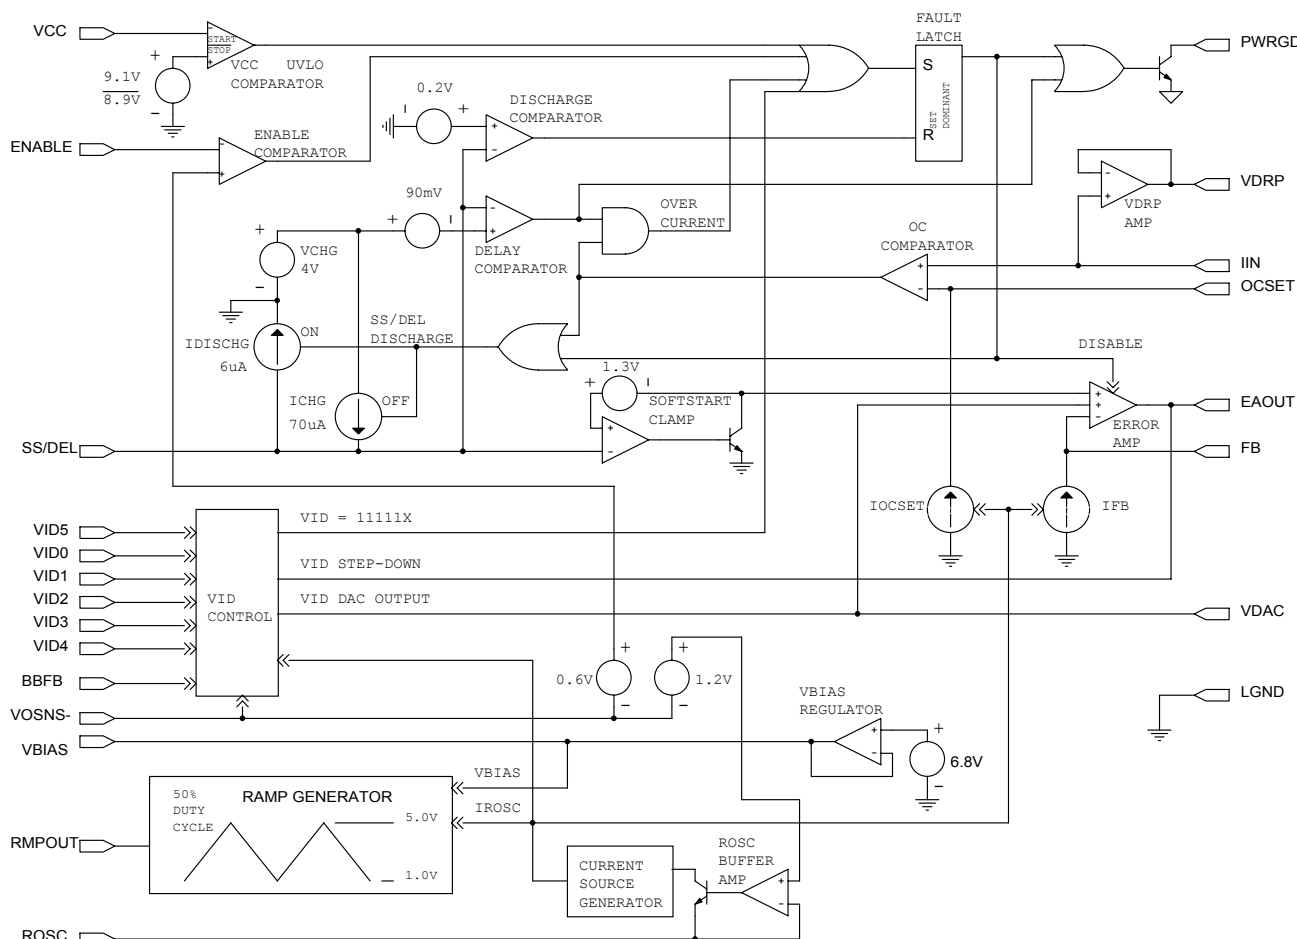 VCC
START
STOP
9.1V
8.9V
VCC UVLO
COMPARATOR
ENABLE
ENABLE
COMPARATOR
0.2V
DISCHARGE
COMPARATOR
FAULT
LATCH
S
R
SET
DOMINANT
PWRGD
VDRP
VDRP
AMP
90mV
OVER
CURRENT
DELAY
COMPARATOR
OC
COMPARATOR
IIN
OCSET
VCHG
4V
IDISCHG
6uA
ON
SS/DEL
DISCHARGE
ICHG
70uA
OFF
1.3V
SOFTSTART
CLAMP
DISABLE
ERROR
AMP
EAOUT
FB
SS/DEL
IOCSET
IFB
VID5
VID0
VID1
VID2
VID3
VID4
BBFB
VOSNS-
VBIAS
VID
CONTROL
VID = 11111X
VID STEP-DOWN
VID DAC OUTPUT
VDAC
0.6V
1.2V
VBIAS
REGULATOR
6.8V
LGND
VBIAS
IROSC
50%
DUTY
CYCLE
RAMP GENERATOR
5.0V
1.0V
RMPOUT
CURRENT
SOURCE
GENERATOR
ROSC
BUFFER
AMP
ROSC